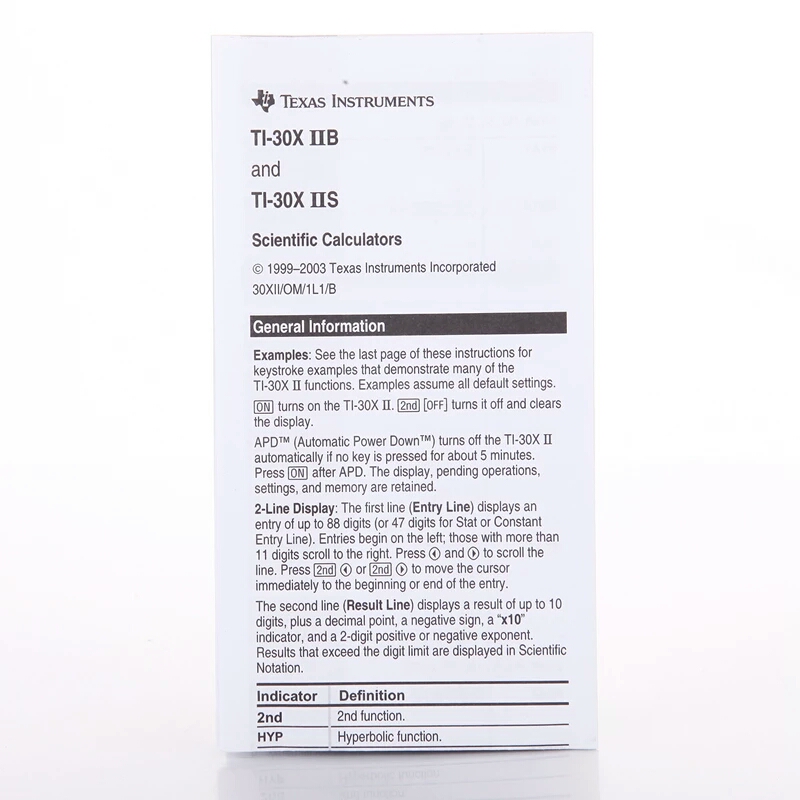 TEXAS INSTRUMENTS
TI-30X IIB
and
TI-30X IIS
Scientific Calculators
© 1999–2003 Texas Instruments Incorporated
30XII/OM/1L1/B
General Information
Examples: See the last page of these instructions for
keystroke examples that demonstrate many of the
TI-30X II functions. Examples assume all default settings.
ON turns on the TI-30X II. 2nd [OFF] turns it off and clears
the display.
APD™ (Automatic Power Down™) turns off the TI-30X II
automatically if no key is pressed for about 5 minutes.
Press ON after APD. The display, pending operations,
settings, and memory are retained.
2-Line Display: The first line (Entry Line) displays an
entry of up to 88 digits (or 47 digits for Stat or Constant
Entry Line). Entries begin on the left; those with more than
11 digits scroll to the right. Press ⏴ and ⏵ to scroll the
line. Press 2nd ⏴ or 2nd ⏵ to move the cursor
immediately to the beginning or end of the entry.
The second line (Result Line) displays a result of up to 10
digits, plus a decimal point, a negative sign, a "x10"
indicator, and a 2-digit positive or negative exponent.
Results that exceed the digit limit are displayed in Scientific
Notation.
Indicator Definition
2nd 2nd function.
HYP Hyperbolic function.